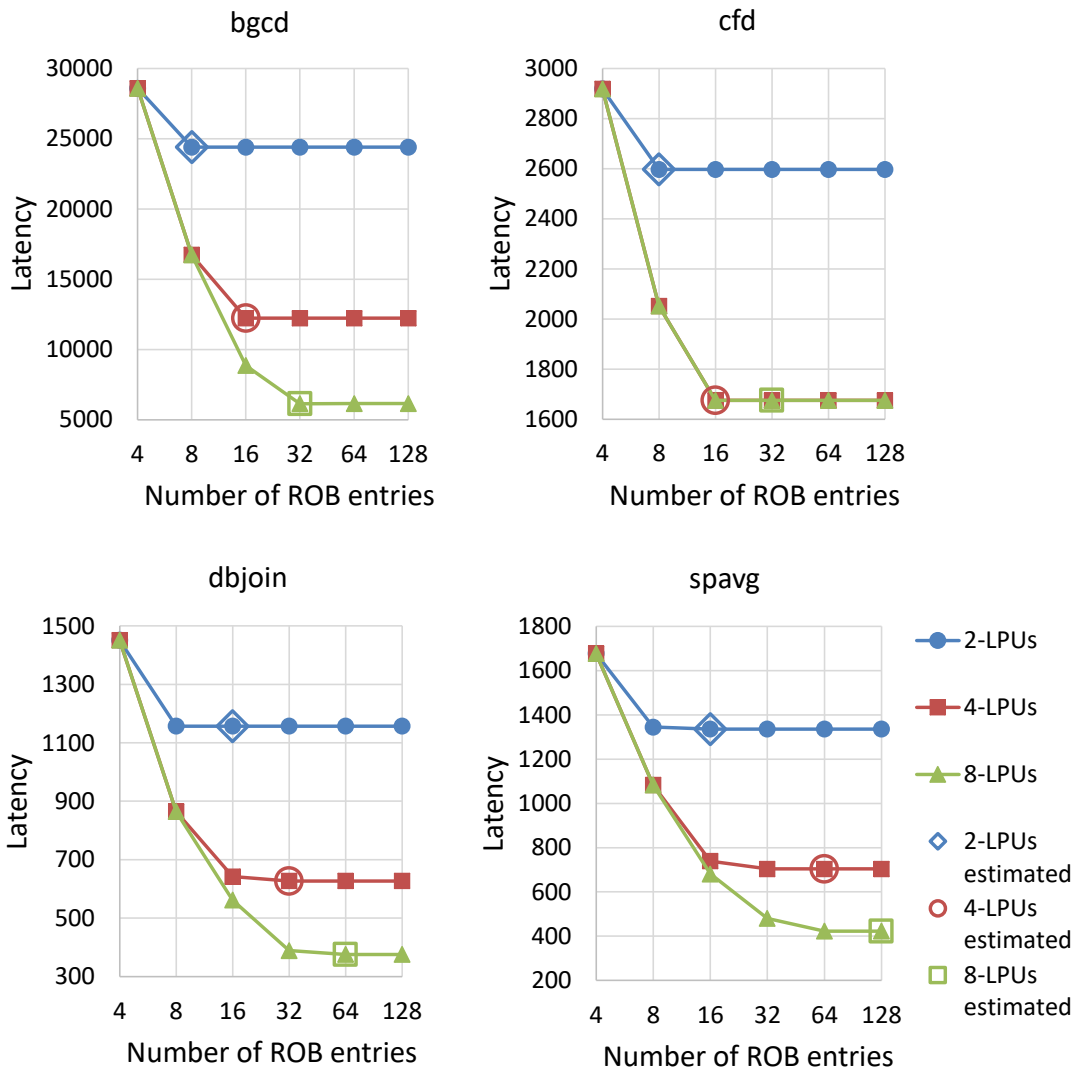 bgcd
Latency
30000
25000
20000
15000
10000
5000
4 8 16 32 64 128
Number of ROB entries
cfd
Latency
3000
2800
2600
2400
2200
2000
1800
1600
4 8 16 32 64 128
Number of ROB entries
dbjoin
Latency
1500
1300
1100
900
700
500
300
4 8 16 32 64 128
Number of ROB entries
spavg
Latency
1800
1600
1400
1200
1000
800
600
400
200
4 8 16 32 64 128
Number of ROB entries
2-LPUs
4-LPUs
8-LPUs
2-LPUs
estimated
4-LPUs
estimated
8-LPUs
estimated